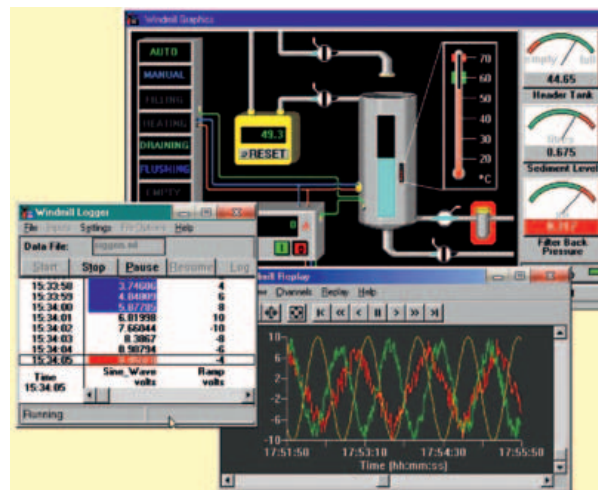 Windmill Graphics
AUTO
MANUAL
FILLING
HEATING
DRAINING
FLUSHING
EMPTY
49.3
RESET
70
60
50
40
30
20
°C
empty full
44.65
Header Tank
litres
0.675
Sediment Level
Filter Back
Pressure
Windmill Logger
File Inputs Settings File Options Help
Data File:
Start Stop Pause Resume Log
15:33:58 3.74606 4
15:33:59 6
15:34:00 8
15:34:01 6.81998 10
15:34:02 7.66044 -10
15:34:03 8.3867 -8
15:34:04 8.98794 -6
15:34:05 -4
Time Sine_Wave Ramp
15:34:05 volts volts
Running
Replay
Channels Replay Help
10
6
2
-2
-6
-10
17:51:50 17:53:10 17:54:30 17:55:50
Time (hh:mm:ss)